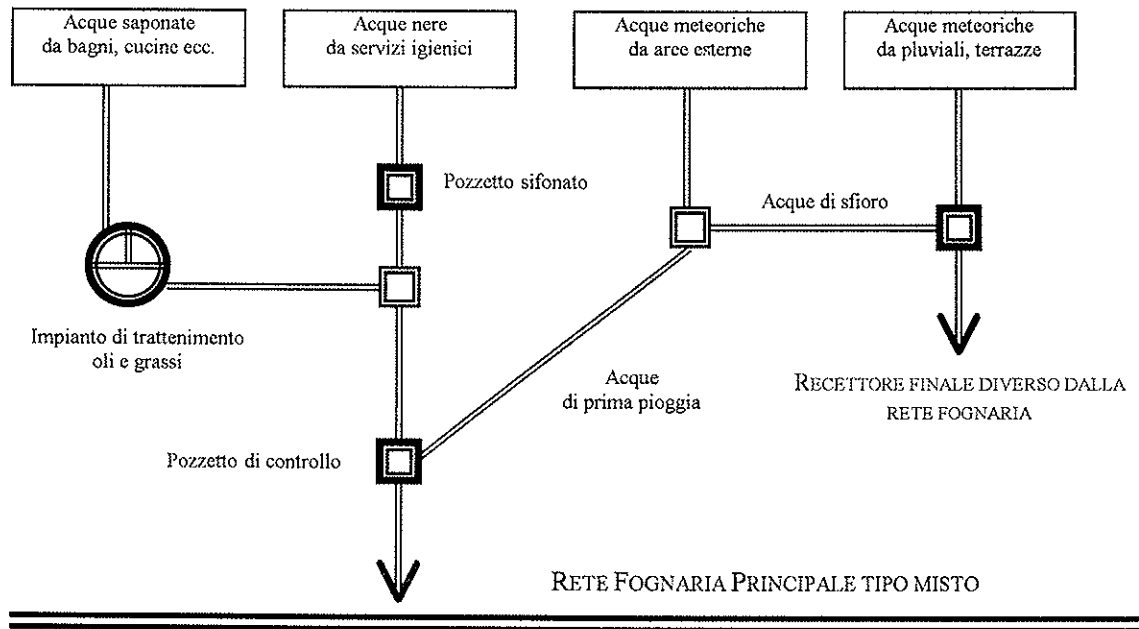 Acque saponate
da bagni, cucine ecc.
Acque nere
da servizi igienici
Acque meteoriche
da aree esterne
Acque meteoriche
da pluviali, terrazze
Pozzetto sifonato
Acque di sfioro
Impianto di trattenimento
oli e grassi
Acque
di prima pioggia
RECETTORE FINALE DIVERSO DALLA
RETE FOGNARIA
Pozzetto di controllo
RETE FOGNARIA PRINCIPALE TIPO MISTO